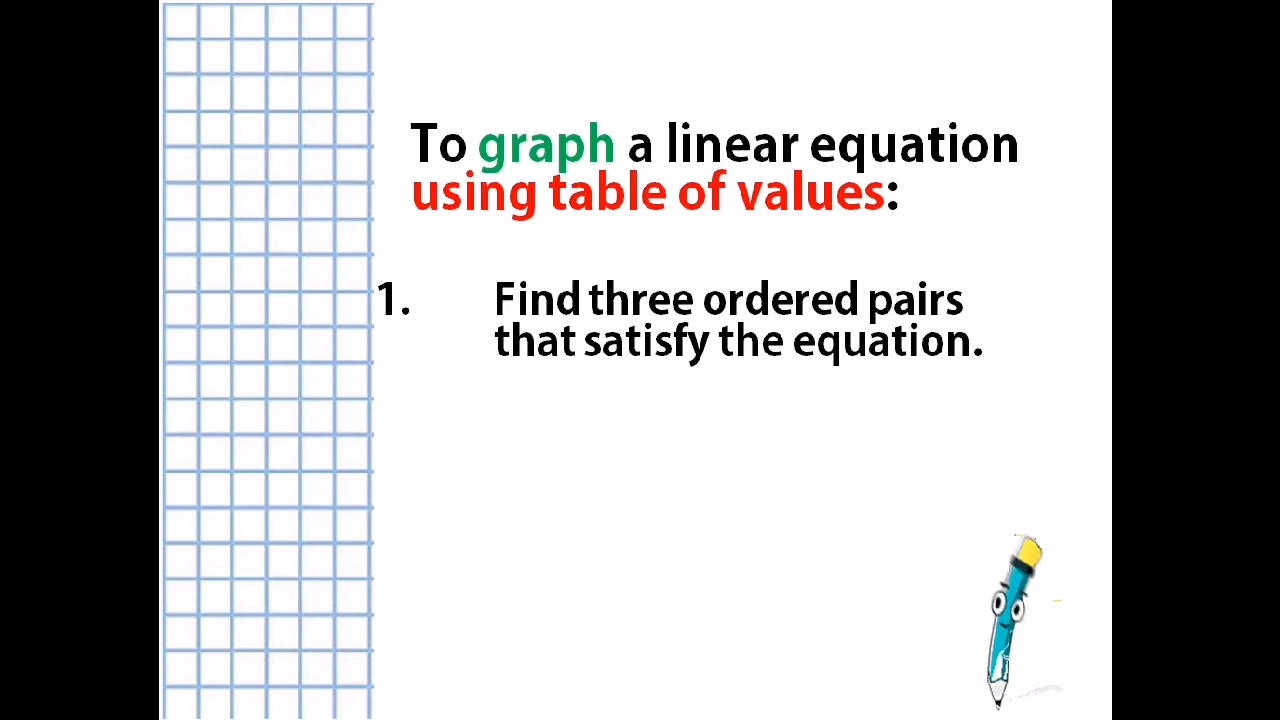 To graph a linear equation
using table of values:
1. Find three ordered pairs
that satisfy the equation.